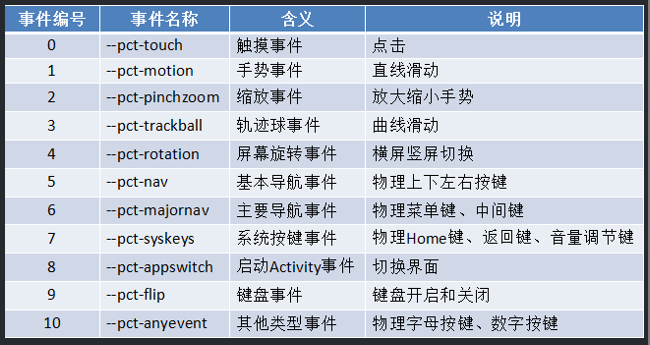 事件编号 事件名称 含义 说明
0 --pct-touch 触摸事件 点击
1 --pct-motion 手势事件 直线滑动
2 --pct-pinchzoom 缩放事件 放大缩小手势
3 --pct-trackball 轨迹球事件 曲线滑动
4 --pct-rotation 屏幕旋转事件 横屏竖屏切换
5 --pct-nav 基本导航事件 物理上下左右按键
6 --pct-majornav 主要导航事件 物理菜单键、中间键
7 --pct-syskeys 系统按键事件 物理Home键、返回键、音量调节键
8 --pct-appswitch 启动Activity事件 切换界面
9 --pct-flip 键盘事件 键盘开启和关闭
10 --pct-anyevent 其他类型事件 物理字母按键、数字按键